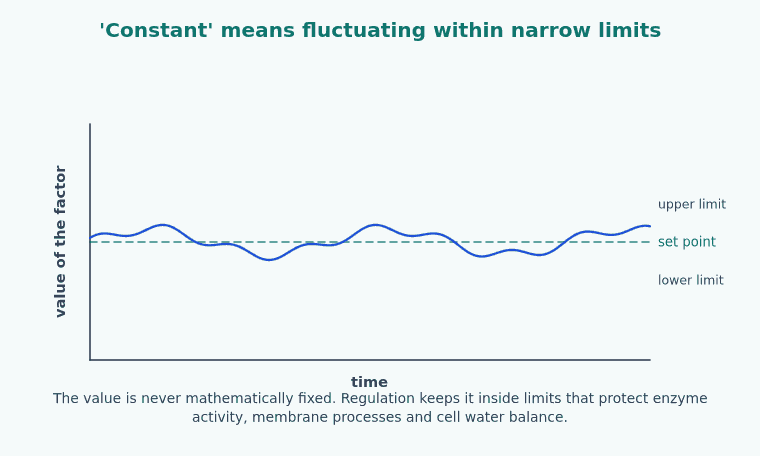 'Constant' means fluctuating within narrow limits
value of the factor
upper limit
set point
lower limit
time
The value is never mathematically fixed. Regulation keeps it inside limits that protect enzyme
activity, membrane processes and cell water balance.